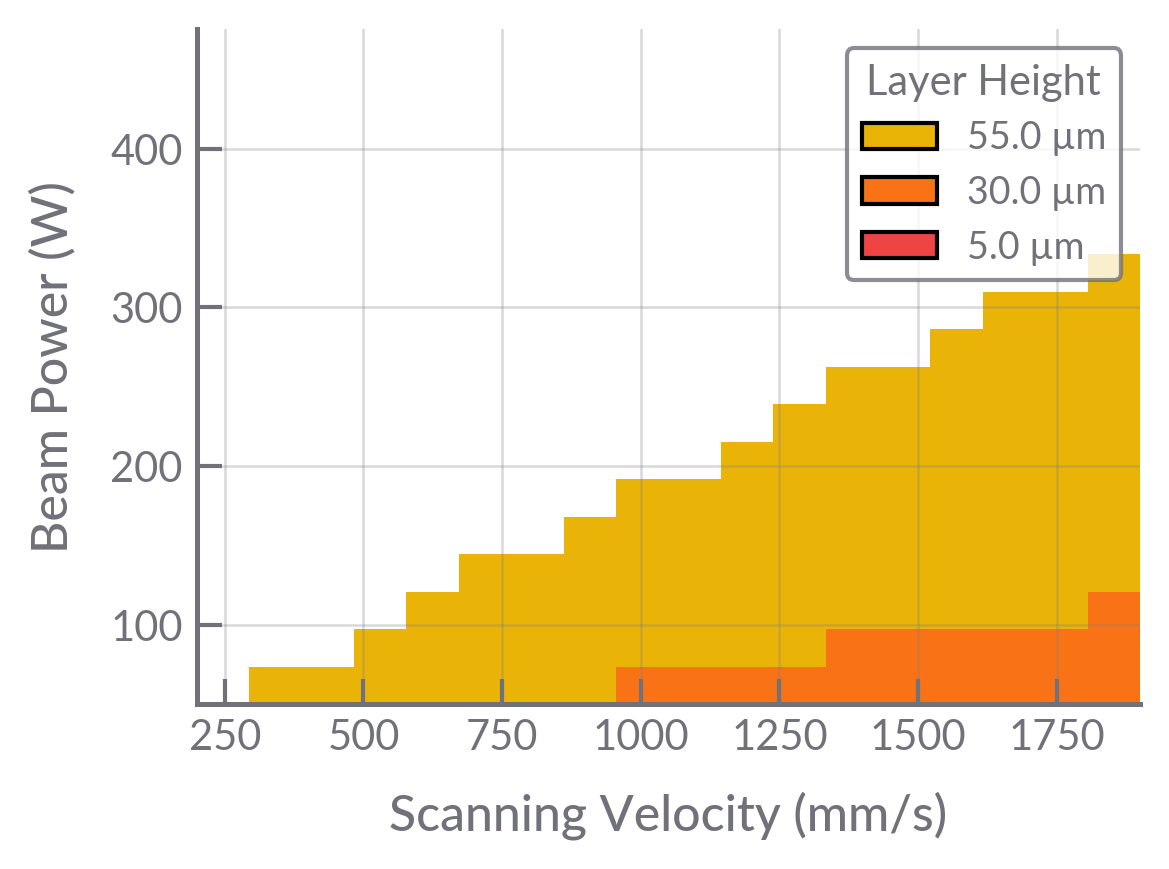 Layer Height
55.0 µm
30.0 µm
5.0 µm
400
300
200
100
Beam Power (W)
250 500 750 1000 1250 1500 1750
Scanning Velocity (mm/s)